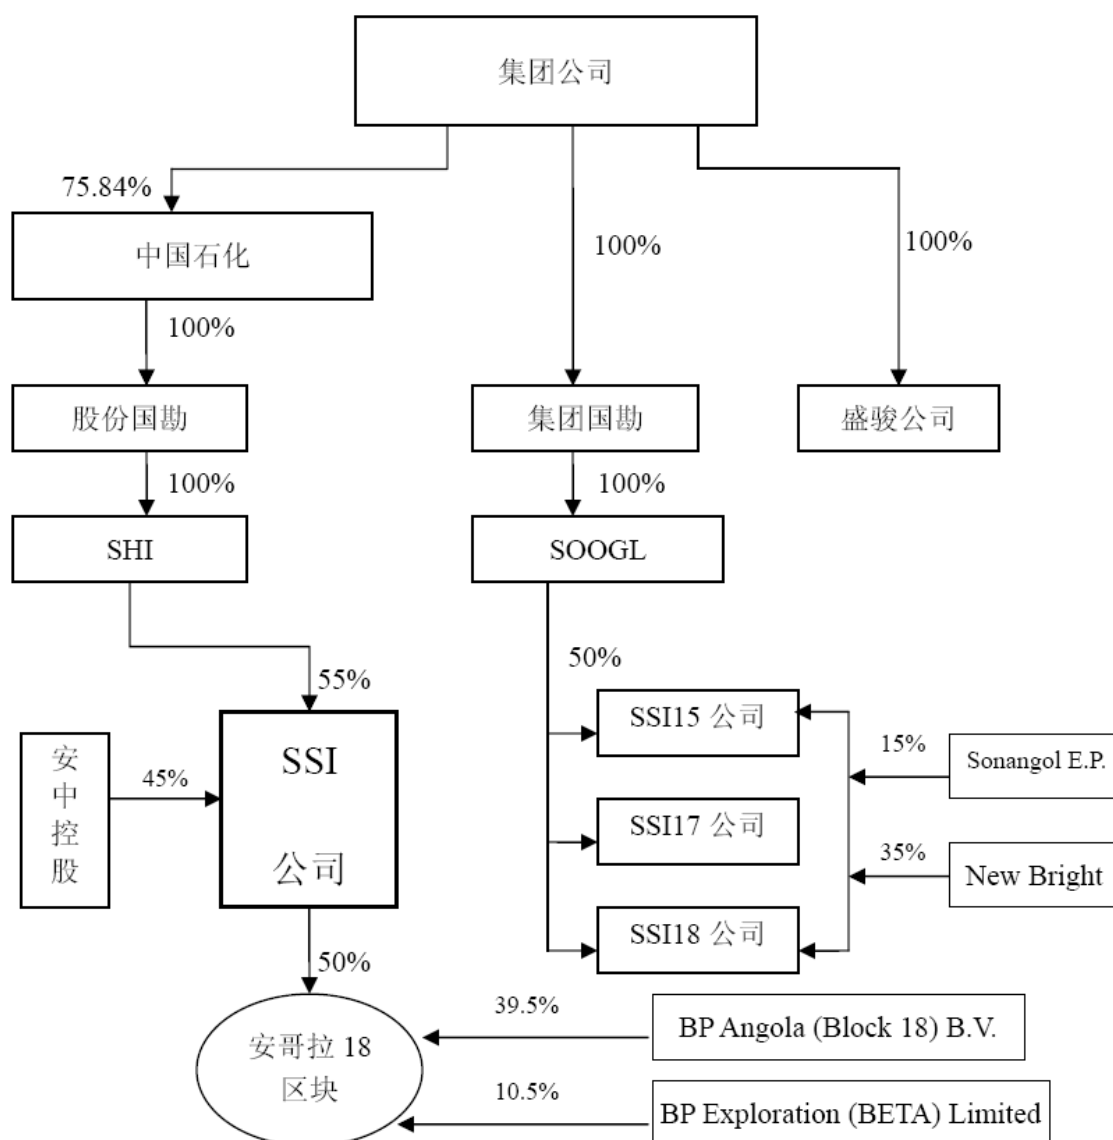 集团公司
75.84%
中国石化
100%
100%
100%
股份国勘
集团国勘
盛骏公司
100%
100%
SHI
SOOGL
55%
50%
SSI
公司
安
中
控
股
45%
SSI15 公司
15%
Sonangol E.P.
SSI17 公司
35%
New Bright
SSI18 公司
50%
安哥拉 18
区块
39.5%
BP Angola (Block 18) B.V.
10.5%
BP Exploration (BETA) Limited